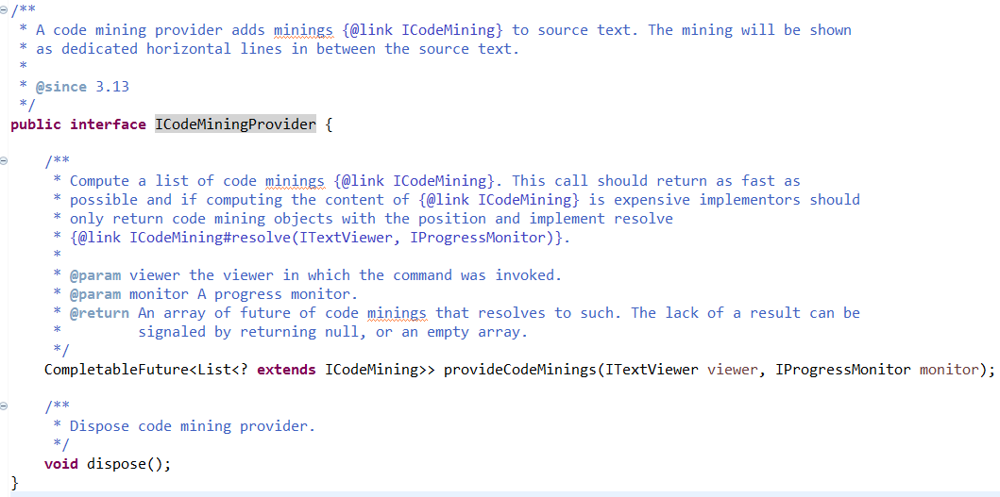 /**
 * A code mining provider adds minings {@link ICodeMining} to source text. The mining will be shown
 * as dedicated horizontal lines in between the source text.
 *
 * @since 3.13
 */
public interface ICodeMiningProvider {
    /**
     * Compute a list of code minings {@link ICodeMining}. This call should return as fast as
     * possible and if computing the content of {@link ICodeMining} is expensive implementors should
     * only return code mining objects with the position and implement resolve
     * {@link ICodeMining#resolve(ITextViewer, IProgressMonitor)}.
     *
     * @param viewer the viewer in which the command was invoked.
     * @param monitor A progress monitor.
     * @return An array of future of code minings that resolves to such. The lack of a result can be
     *         signaled by returning null, or an empty array.
     */
    CompletableFuture<List<? extends ICodeMining>> provideCodeMinings(ITextViewer viewer, IProgressMonitor monitor);
    /**
     * Dispose code mining provider.
     */
    void dispose();
}